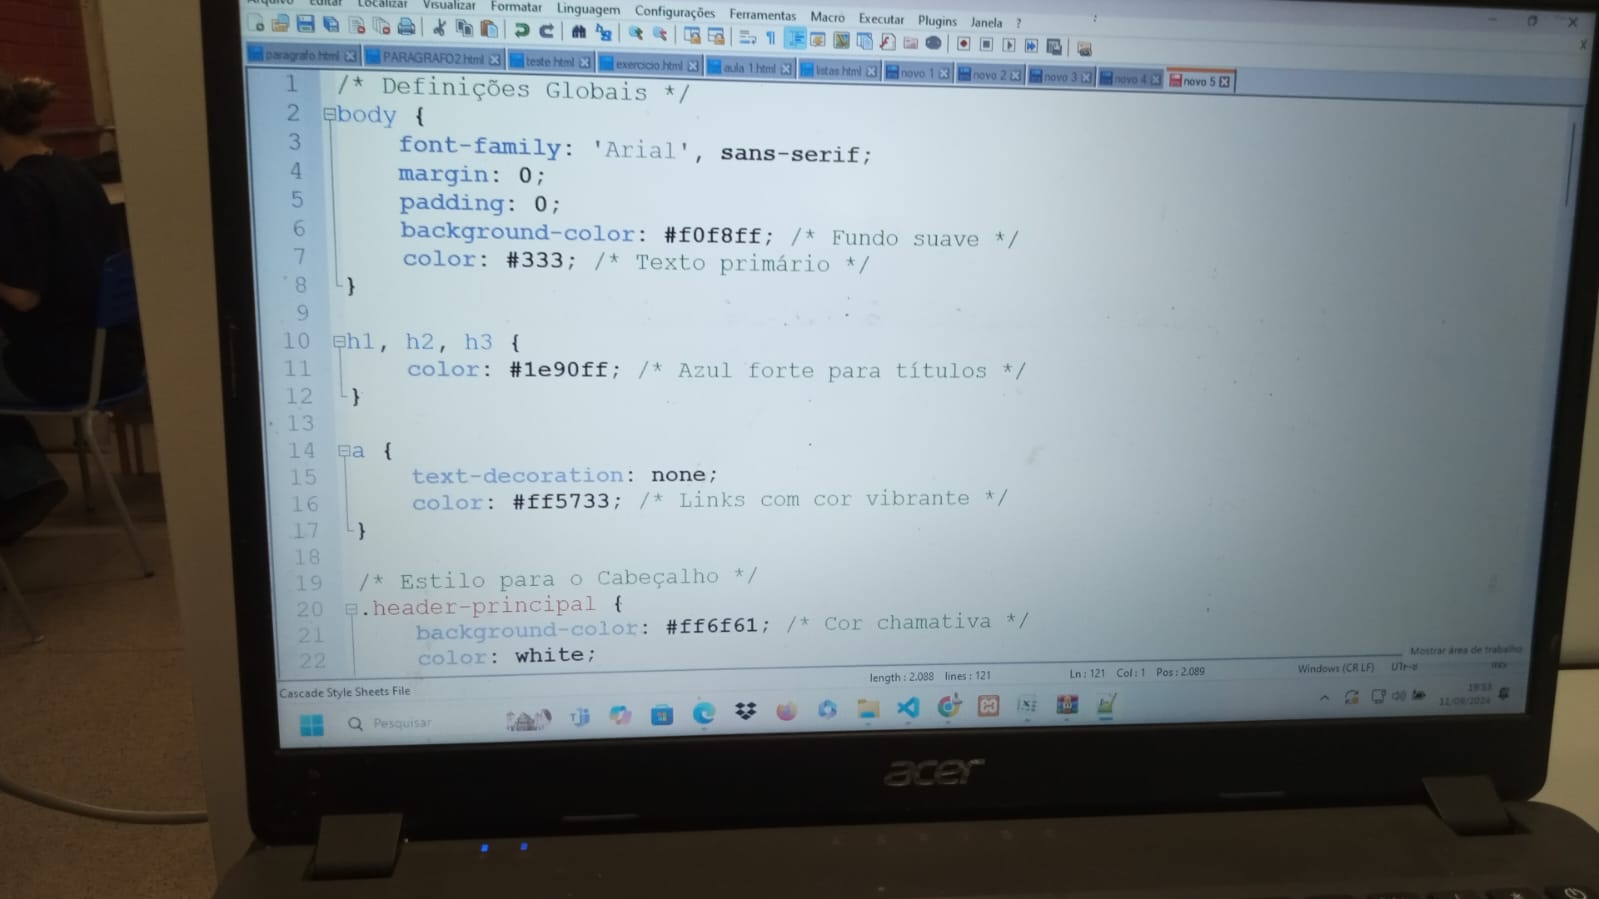 Arquivo Editar Localizar Visualizar Formatar Linguagem Configurações Ferramentas Macro Executar Plugins Janela ?
paragrafo.html PARAGRAFO2.html teste.html exercicio.html aula 1.html listas.html novo 1 novo 2 novo 3 novo 4 novo 5
1 /* Definições Globais */
2 body {
3 font-family: 'Arial', sans-serif;
4 margin: 0;
5 padding: 0;
6 background-color: #f0f8ff; /* Fundo suave */
7 color: #333; /* Texto primário */
8 }
9
10 h1, h2, h3 {
11 color: #1e90ff; /* Azul forte para títulos */
12 }
13
14 a {
15 text-decoration: none;
16 color: #ff5733; /* Links com cor vibrante */
17 }
18
19 /* Estilo para o Cabeçalho */
20 .header-principal {
21 background-color: #ff6f61; /* Cor chamativa */
22 color: white;
Mostrar área de trabalho
Cascade Style Sheets File length : 2.088 lines : 121 Ln : 121 Col : 1 Pos : 2.089 Windows (CR LF) UTF-8 INS
Pesquisar 19:53
12/09/2024
acer